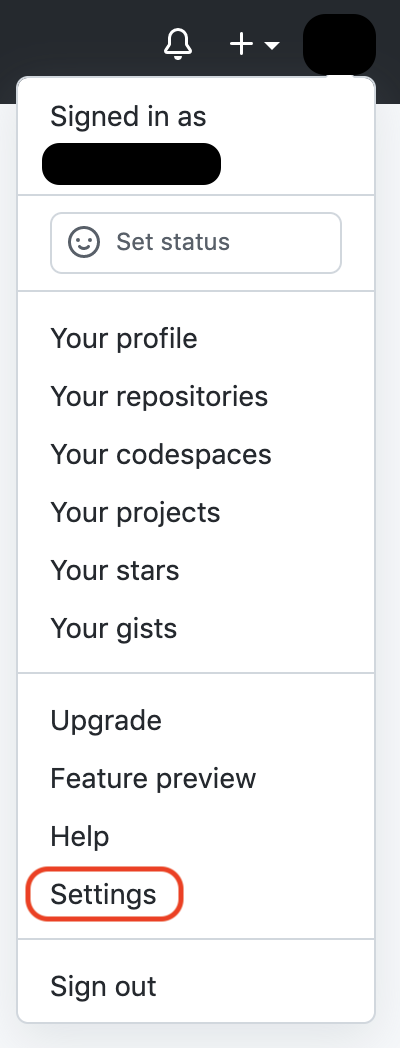 Signed in as
Set status
Your profile
Your repositories
Your codespaces
Your projects
Your stars
Your gists
Upgrade
Feature preview
Help
Settings
Sign out